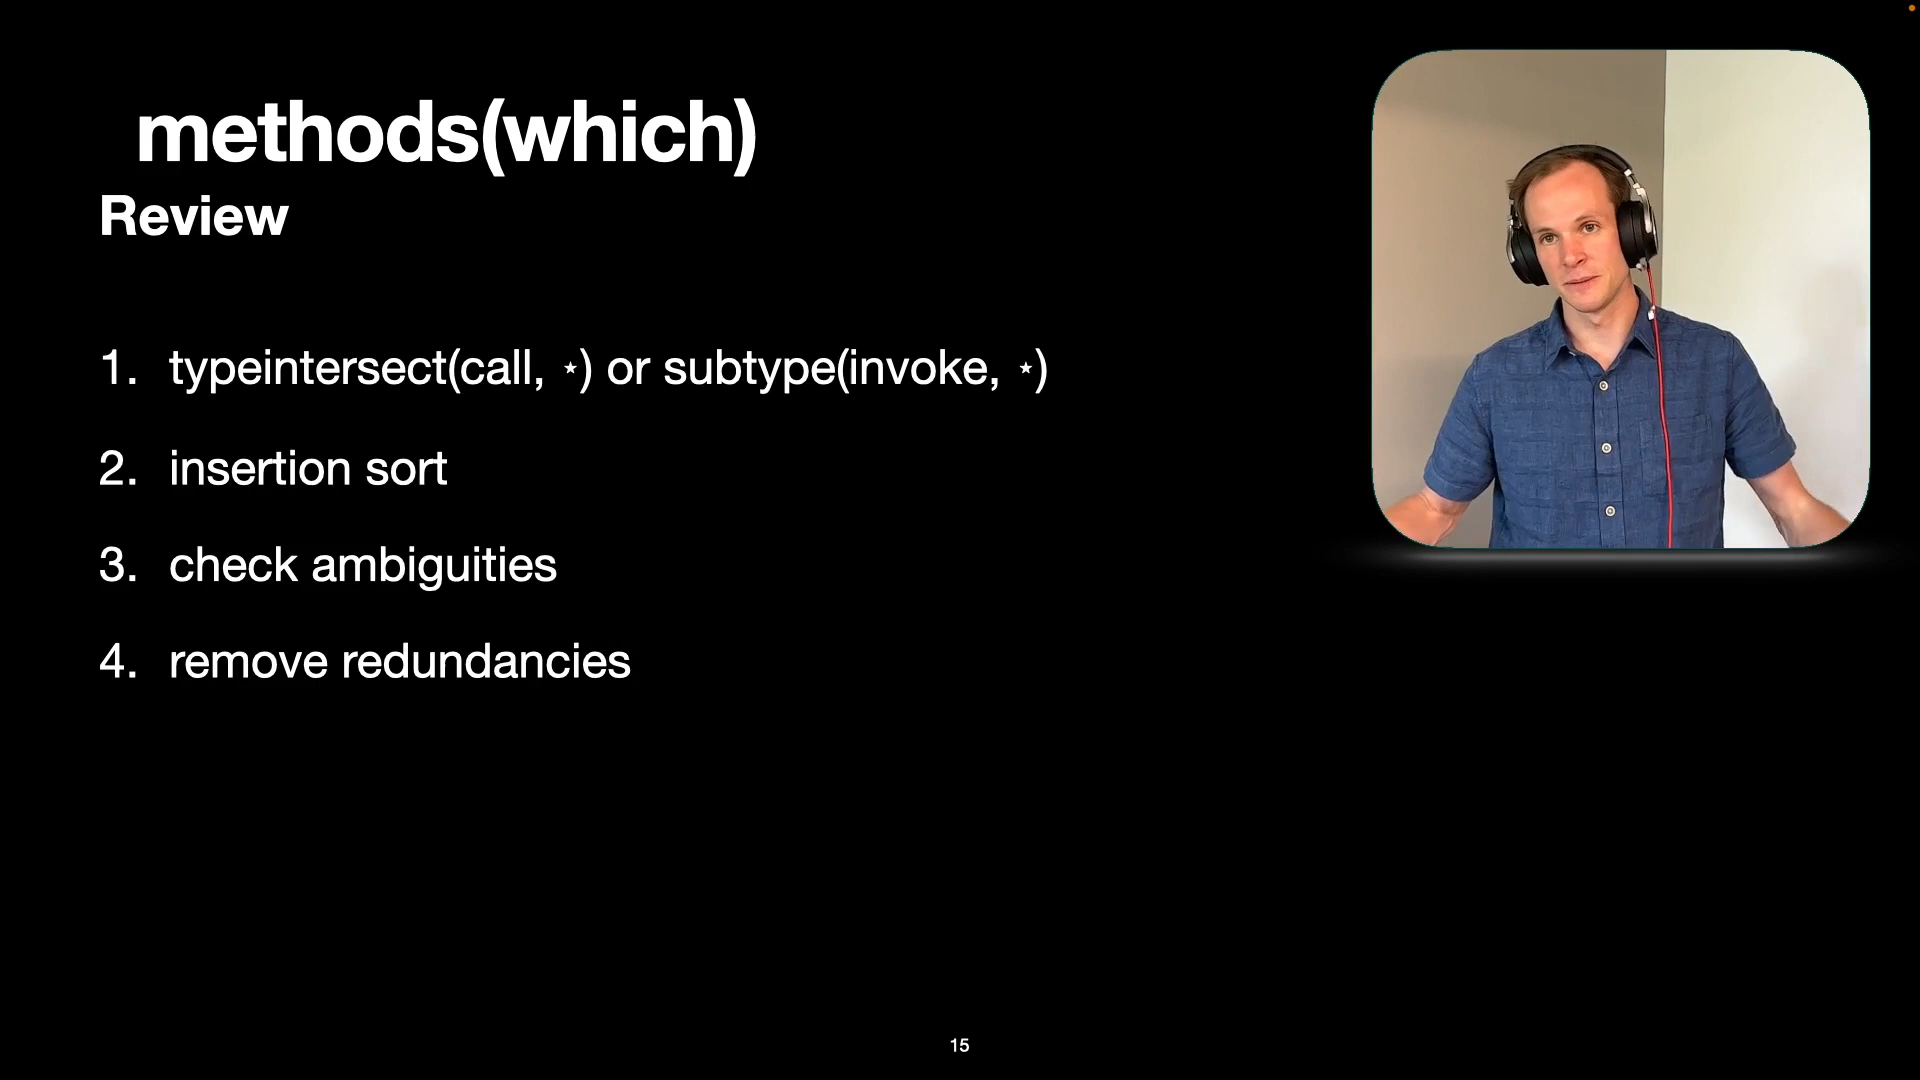 methods(which)
Review
1. typeintersect(call, ⋆) or subtype(invoke, ⋆)
2. insertion sort
3. check ambiguities
4. remove redundancies
15